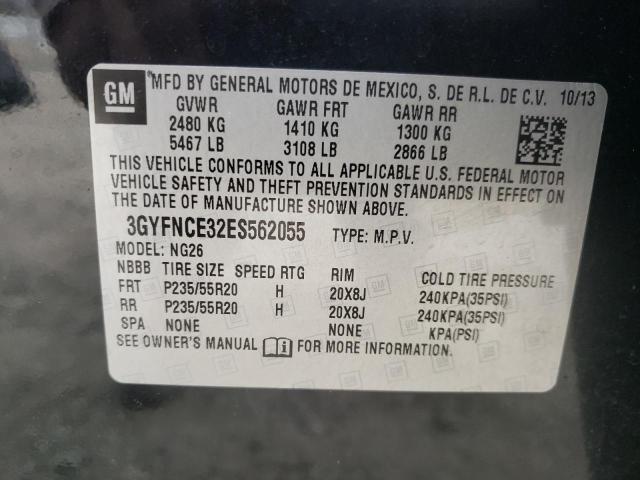 GM *MFD BY GENERAL MOTORS DE MEXICO, S. DE R.L. DE C.V. 10/13
GVWR GAWR FRT GAWR RR
2480 KG 1410 KG 1300 KG
5467 LB 3108 LB 2866 LB
THIS VEHICLE CONFORMS TO ALL APPLICABLE U.S. FEDERAL MOTOR
VEHICLE SAFETY AND THEFT PREVENTION STANDARDS IN EFFECT ON
THE DATE OF MANUFACTURE SHOWN ABOVE.
3GYFNCE32ES562055 TYPE: M.P.V.
MODEL: NG26
NBBB TIRE SIZE SPEED RTG RIM COLD TIRE PRESSURE
FRT P235/55R20 H 20X8J 240KPA(35PSI)
RR P235/55R20 H 20X8J 240KPA(35PSI)
SPA NONE NONE KPA(PSI)
SEE OWNER'S MANUAL i FOR MORE INFORMATION.